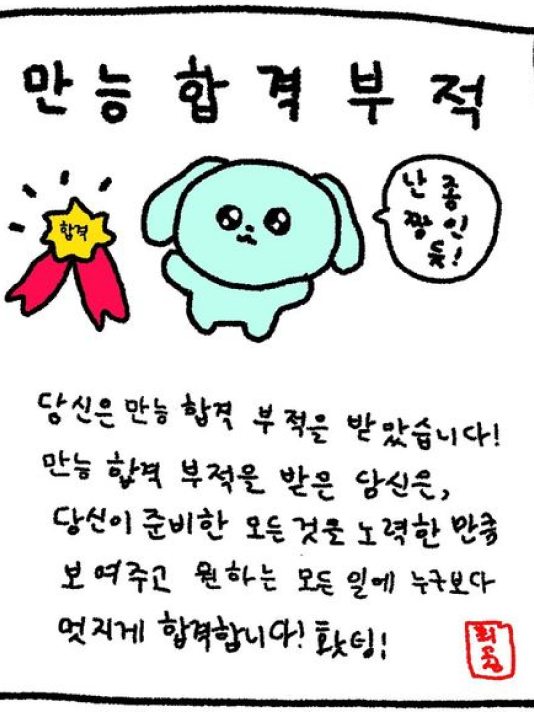 만능 합격 부적
합격
난 좀
짱인
듯!
당신은 만능 합격 부적을 받았습니다!
만능 합격 부적을 받은 당신은,
당신이 준비한 모든 것을 노력한 만큼
보여주고 원하는 모든 일에 누구보다
멋지게 합격합니다! 홧팅!